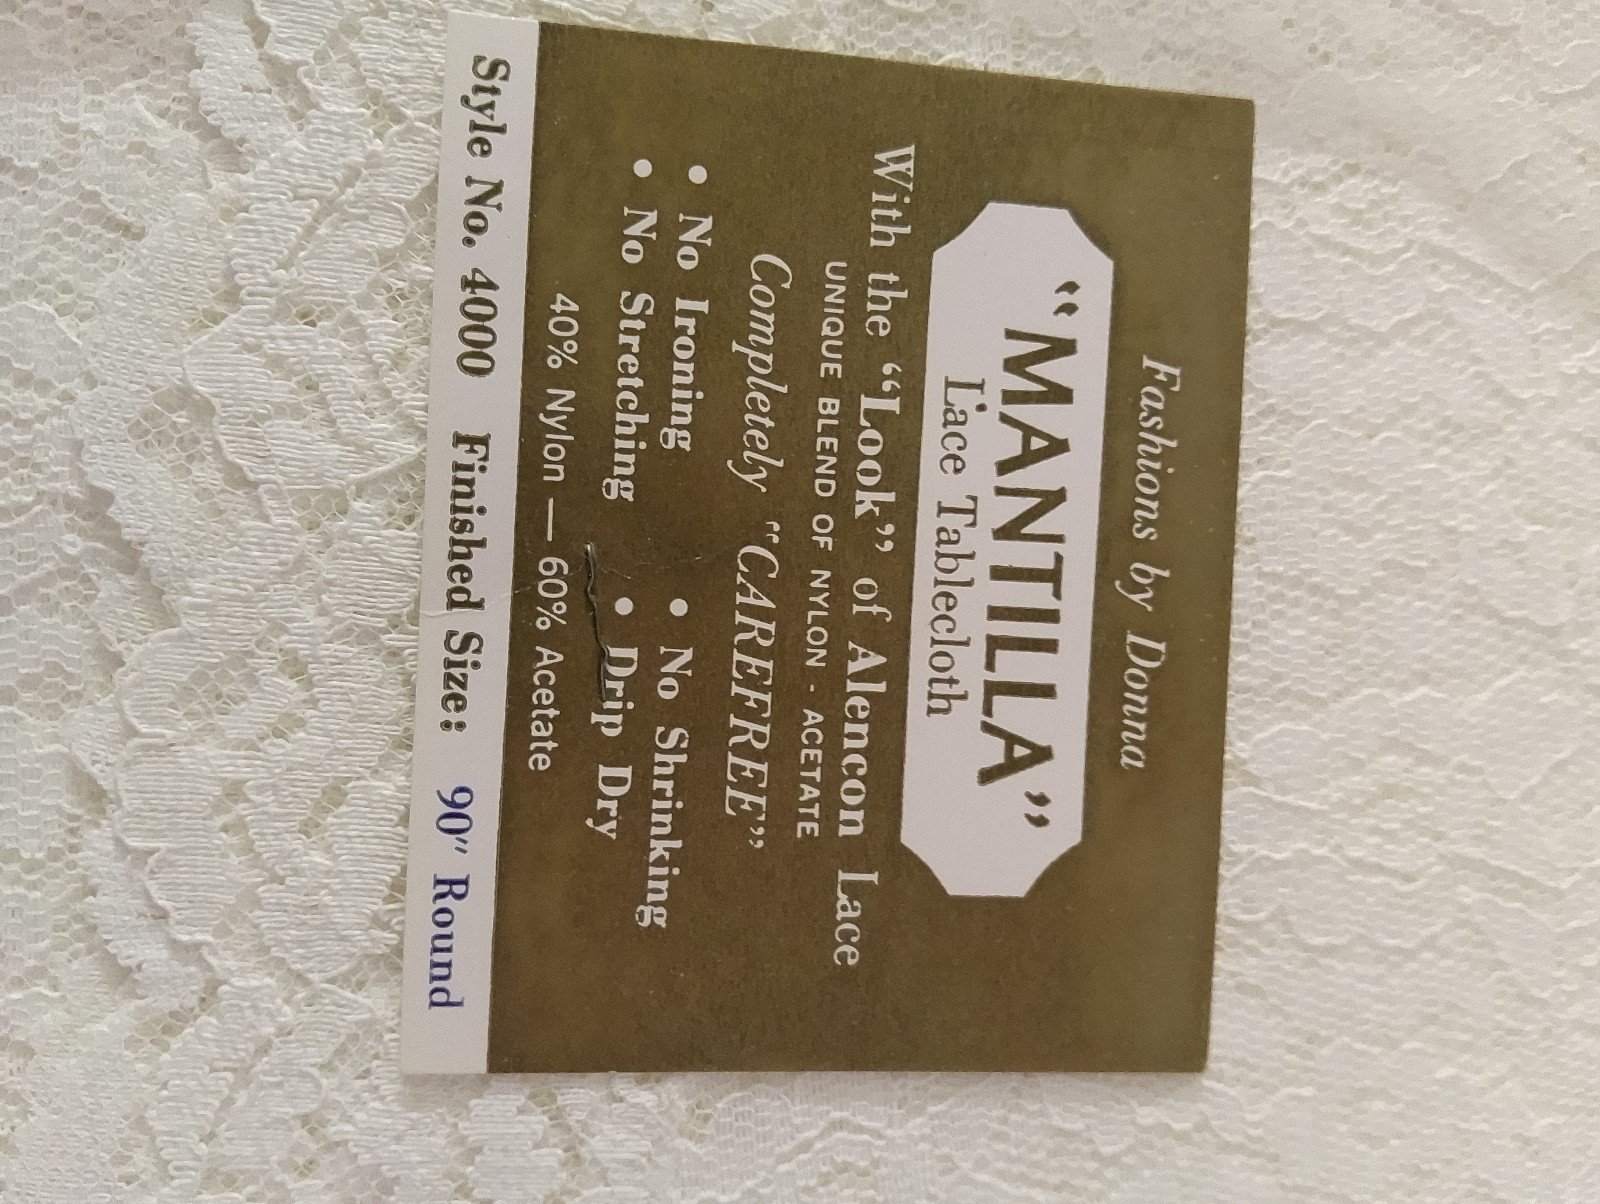 Fashions by Donna
“MANTILLA”
Lace Tablecloth
With the “Look” of Alencon Lace
UNIQUE BLEND OF NYLON - ACETATE
Completely “CAREFREE”
• No Ironing • No Shrinking
• No Stretching • Drip Dry
40% Nylon — 60% Acetate
Style No. 4000 Finished Size: 90″ Round